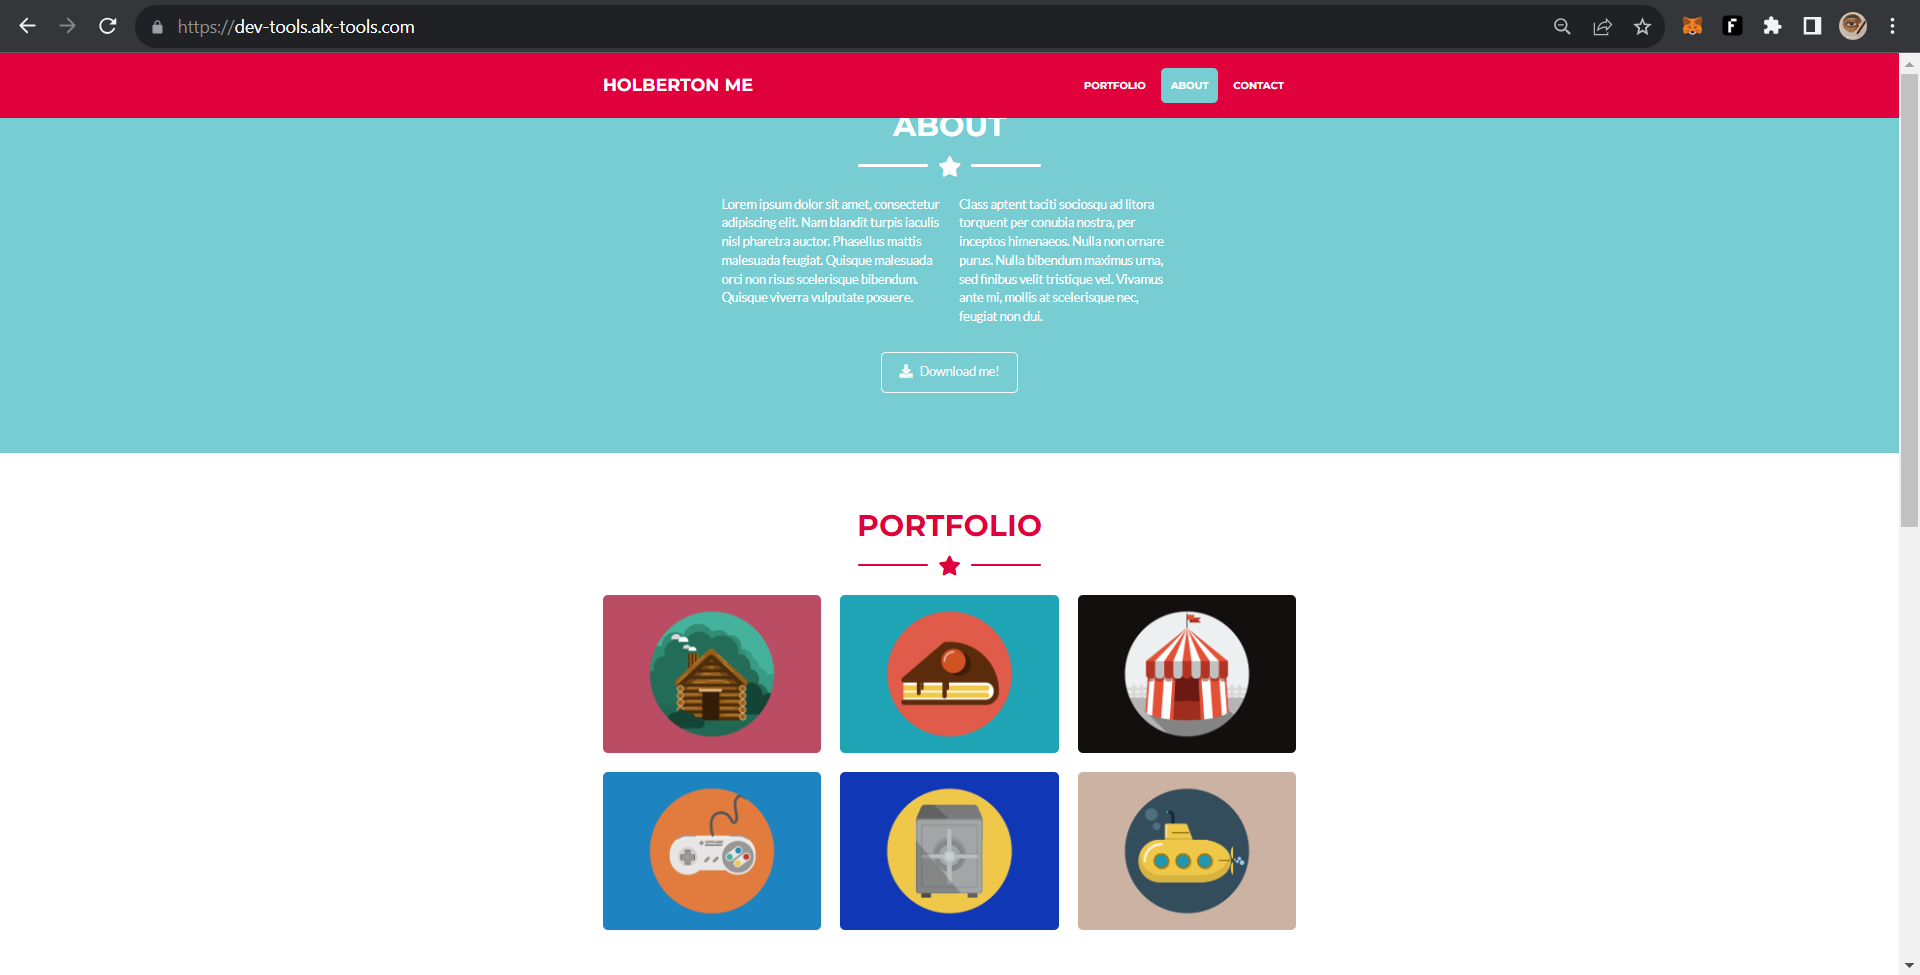 https://dev-tools.alx-tools.com
HOLBERTON ME
PORTFOLIO
ABOUT
CONTACT
ABOUT
Lorem ipsum dolor sit amet, consectetur
adipiscing elit. Nam blandit turpis iaculis
nisl pharetra auctor. Phasellus mattis
malesuada feugiat. Quisque malesuada
orci non risus scelerisque bibendum.
Quisque viverra vulputate posuere.
Class aptent taciti sociosqu ad litora
torquent per conubia nostra, per
inceptos himenaeos. Nulla non ornare
purus. Nulla bibendum maximus urna,
sed finibus velit tristique vel. Vivamus
ante mi, mollis at scelerisque nec,
feugiat non dui.
Download me!
PORTFOLIO